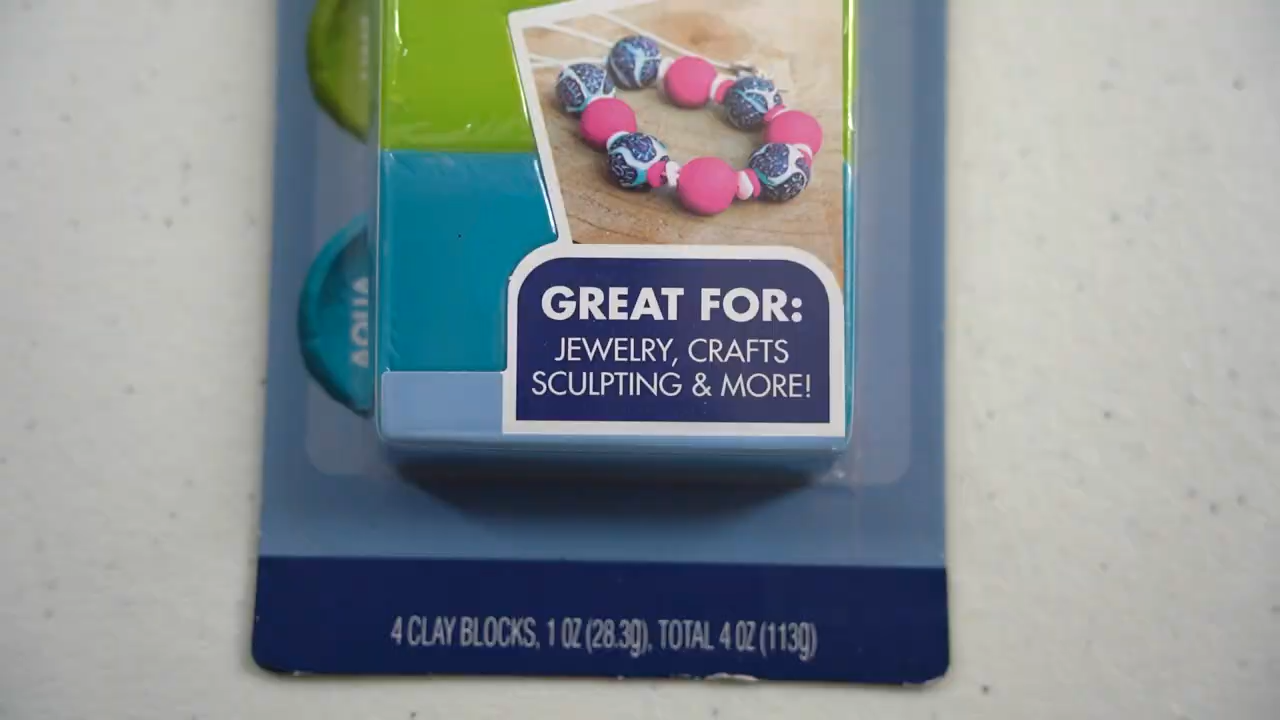 AQUA
GREAT FOR:
JEWELRY, CRAFTS
SCULPTING & MORE!
4 CLAY BLOCKS, 1 OZ (28.3g), TOTAL 4 OZ (113g)